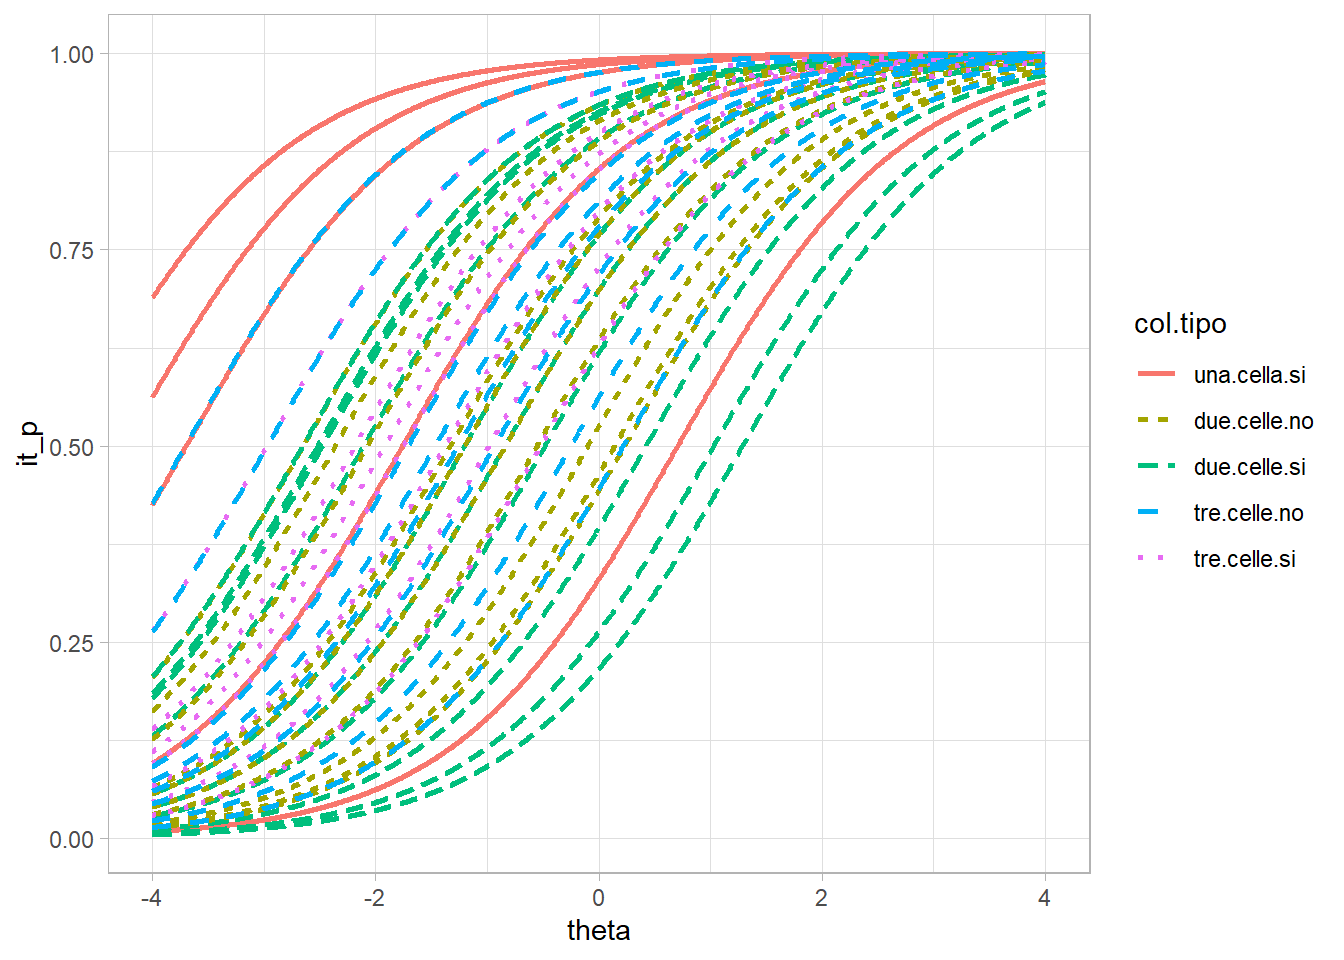 1.00
0.75
0.50
0.25
0.00
it_p
-4
-2
0
2
4
theta
col.tipo
una.cella.si
due.celle.no
due.celle.si
tre.celle.no
tre.celle.si